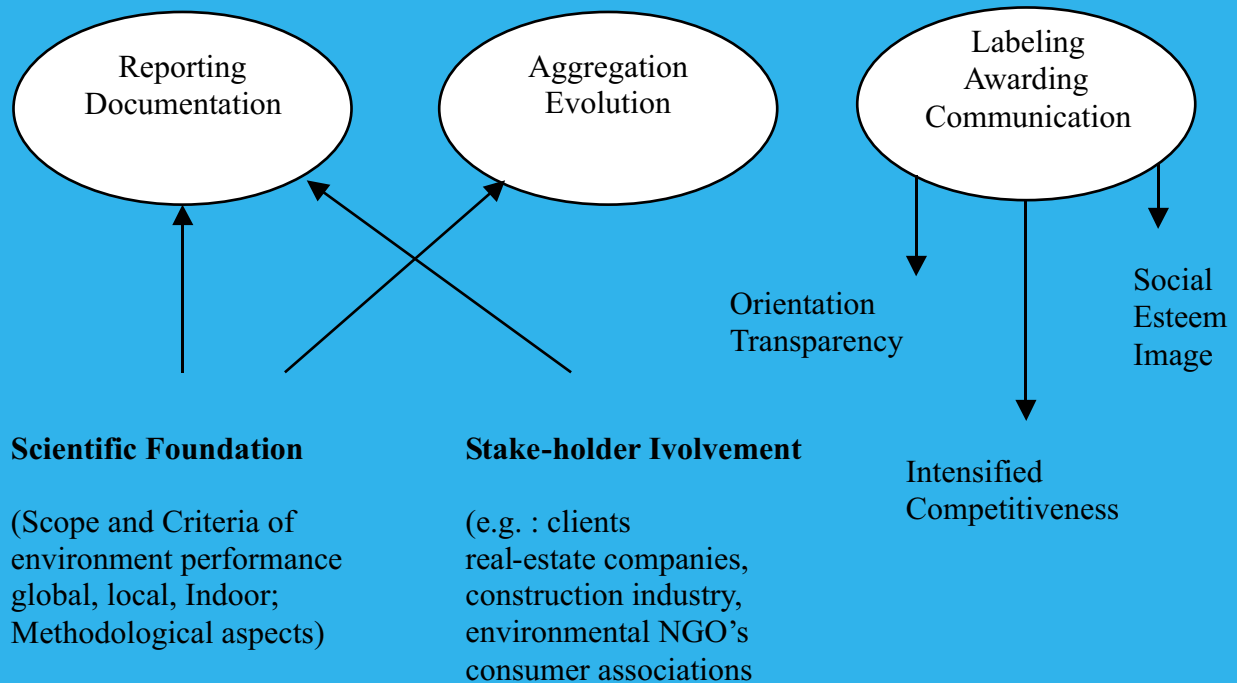 Reporting
Documentation
Aggregation
Evolution
Labeling
Awarding
Communication
Orientation
Transparency
Social
Esteem
Image
Intensified
Competitiveness
Scientific Foundation
(Scope and Criteria of
environment performance
global, local, Indoor;
Methodological aspects)
Stake-holder Ivolvement
(e.g. : clients
real-estate companies,
construction industry,
environmental NGO’s
consumer associations